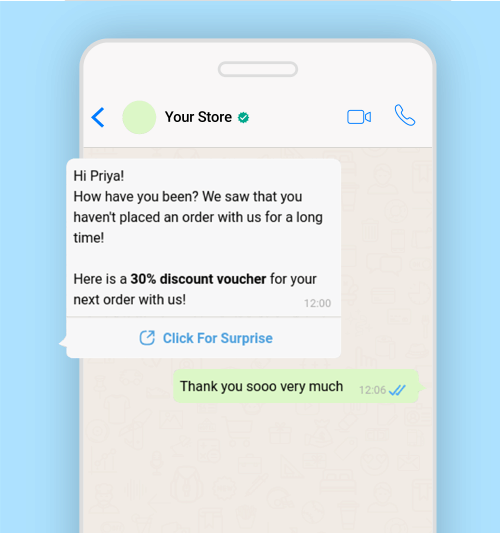 Your Store
Hi Priya!
How have you been? We saw that you
haven't placed an order with us for a long
time!
Here is a 30% discount voucher for your
next order with us!
12:00
Click For Surprise
Thank you sooo very much
12:06